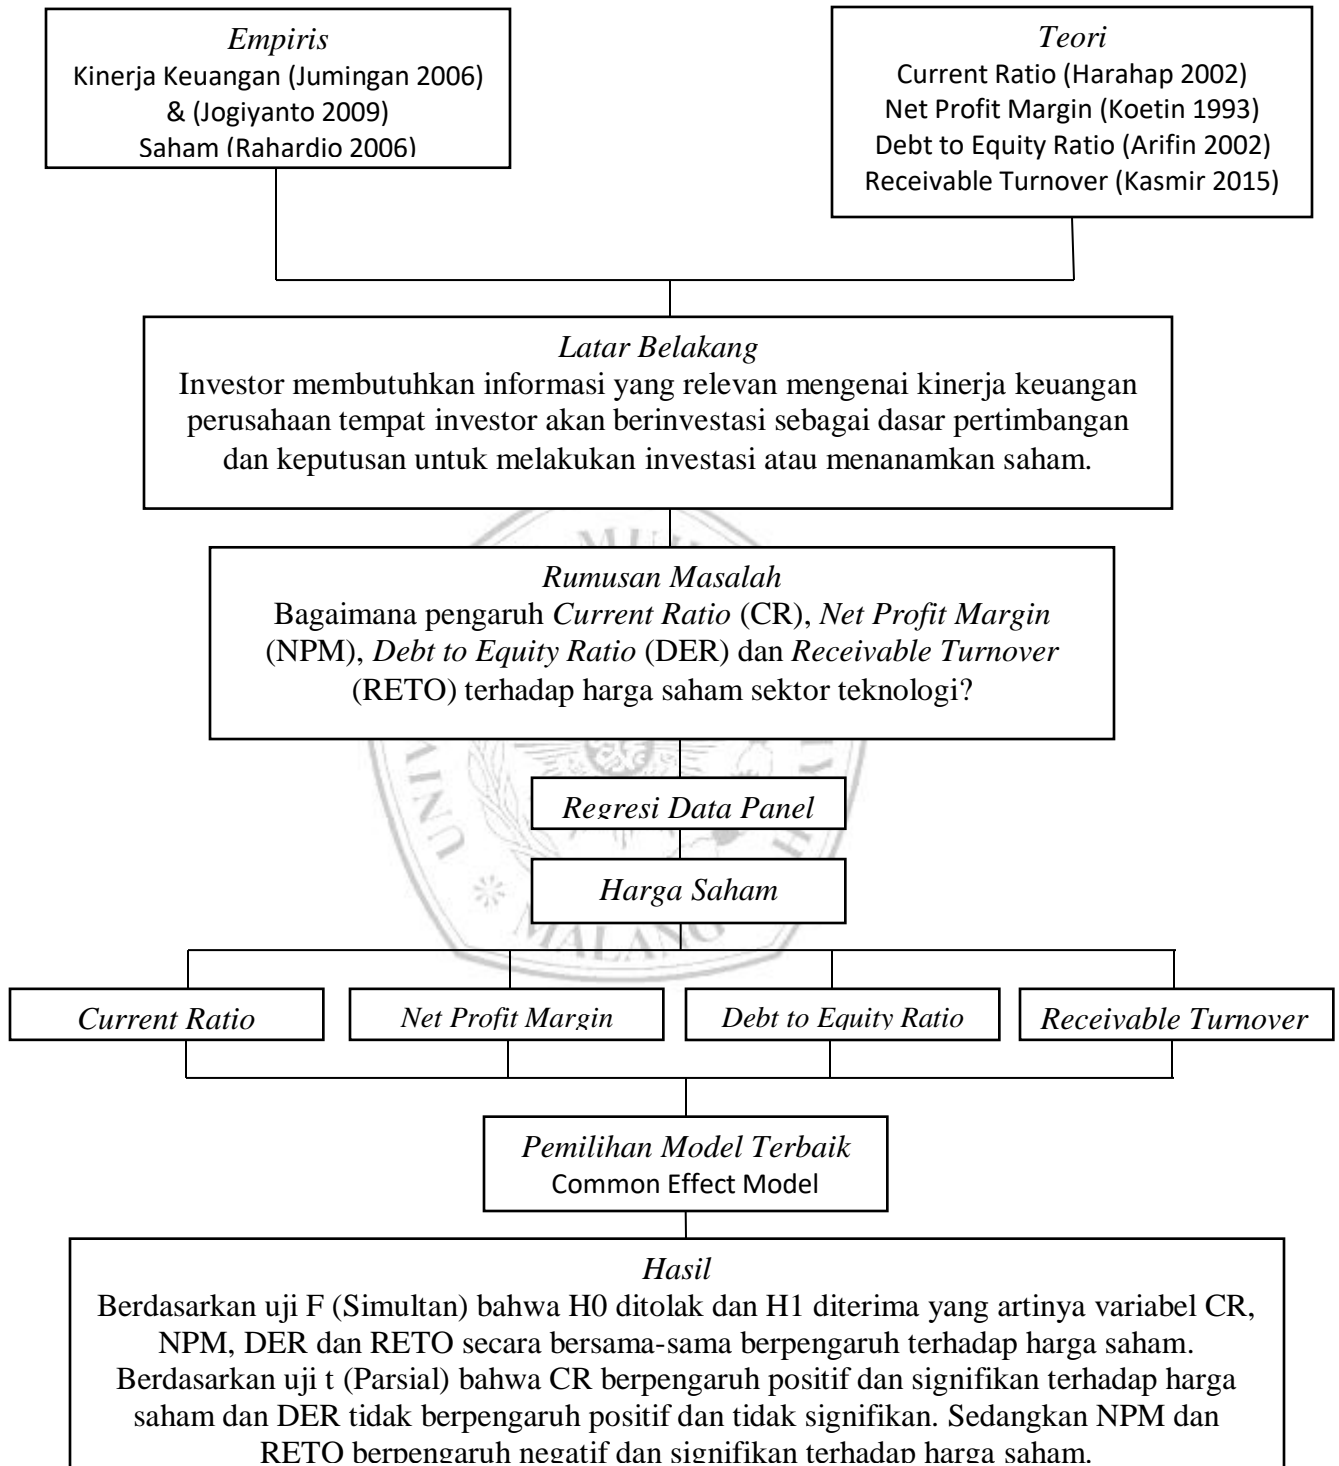 Empiris
Kinerja Keuangan (Jumingan 2006)
& (Jogiyanto 2009)
Saham (Rahardjo 2006)
Teori
Current Ratio (Harahap 2002)
Net Profit Margin (Koetin 1993)
Debt to Equity Ratio (Arifin 2002)
Receivable Turnover (Kasmir 2015)
Latar Belakang
Investor membutuhkan informasi yang relevan mengenai kinerja keuangan
perusahaan tempat investor akan berinvestasi sebagai dasar pertimbangan
dan keputusan untuk melakukan investasi atau menanamkan saham.
MUH
Rumusan Masalah
Bagaimana pengaruh Current Ratio (CR), Net Profit Margin
(NPM), Debt to Equity Ratio (DER) dan Receivable Turnover
(RETO) terhadap harga saham sektor teknologi?
UNIV
IYAH
Regresi Data Panel
Harga Saham
MALANG
Current Ratio
Net Profit Margin
Debt to Equity Ratio
Receivable Turnover
Pemilihan Model Terbaik
Common Effect Model
Hasil
Berdasarkan uji F (Simultan) bahwa H0 ditolak dan H1 diterima yang artinya variabel CR,
NPM, DER dan RETO secara bersama-sama berpengaruh terhadap harga saham.
Berdasarkan uji t (Parsial) bahwa CR berpengaruh positif dan signifikan terhadap harga
saham dan DER tidak berpengaruh positif dan tidak signifikan. Sedangkan NPM dan
RETO berpengaruh negatif dan signifikan terhadap harga saham.